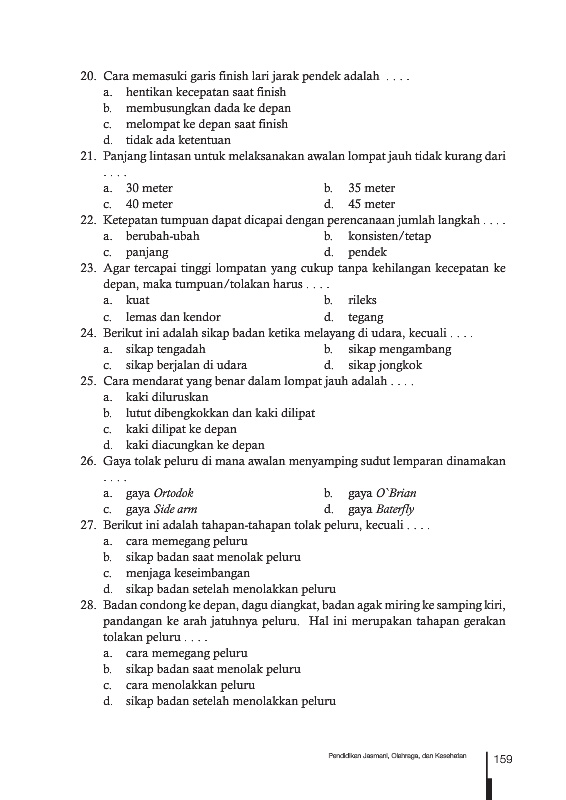 20. Cara memasuki garis finish lari jarak pendek adalah . . . .
a. hentikan kecepatan saat finish
b. membusungkan dada ke depan
c. melompat ke depan saat finish
d. tidak ada ketentuan
21. Panjang lintasan untuk melaksanakan awalan lompat jauh tidak kurang dari
. . . .
a. 30 meter b. 35 meter
c. 40 meter d. 45 meter
22. Ketepatan tumpuan dapat dicapai dengan perencanaan jumlah langkah . . . .
a. berubah-ubah b. konsisten/tetap
c. panjang d. pendek
23. Agar tercapai tinggi lompatan yang cukup tanpa kehilangan kecepatan ke
depan, maka tumpuan/tolakan harus . . . .
a. kuat b. rileks
c. lemas dan kendor d. tegang
24. Berikut ini adalah sikap badan ketika melayang di udara, kecuali . . . .
a. sikap tengadah b. sikap mengambang
c. sikap berjalan di udara d. sikap jongkok
25. Cara mendarat yang benar dalam lompat jauh adalah . . . .
a. kaki diluruskan
b. lutut dibengkokkan dan kaki dilipat
c. kaki dilipat ke depan
d. kaki diacungkan ke depan
26. Gaya tolak peluru di mana awalan menyamping sudut lemparan dinamakan
. . . .
a. gaya Ortodok b. gaya O`Brian
c. gaya Side arm d. gaya Baterfly
27. Berikut ini adalah tahapan-tahapan tolak peluru, kecuali . . . .
a. cara memegang peluru
b. sikap badan saat menolak peluru
c. menjaga keseimbangan
d. sikap badan setelah menolakkan peluru
28. Badan condong ke depan, dagu diangkat, badan agak miring ke samping kiri,
pandangan ke arah jatuhnya peluru. Hal ini merupakan tahapan gerakan
tolakan peluru . . . .
a. cara memegang peluru
b. sikap badan saat menolak peluru
c. cara menolakkan peluru
d. sikap badan setelah menolakkan peluru
Pendidikan Jasmani, Olahraga, dan Kesehatan 159